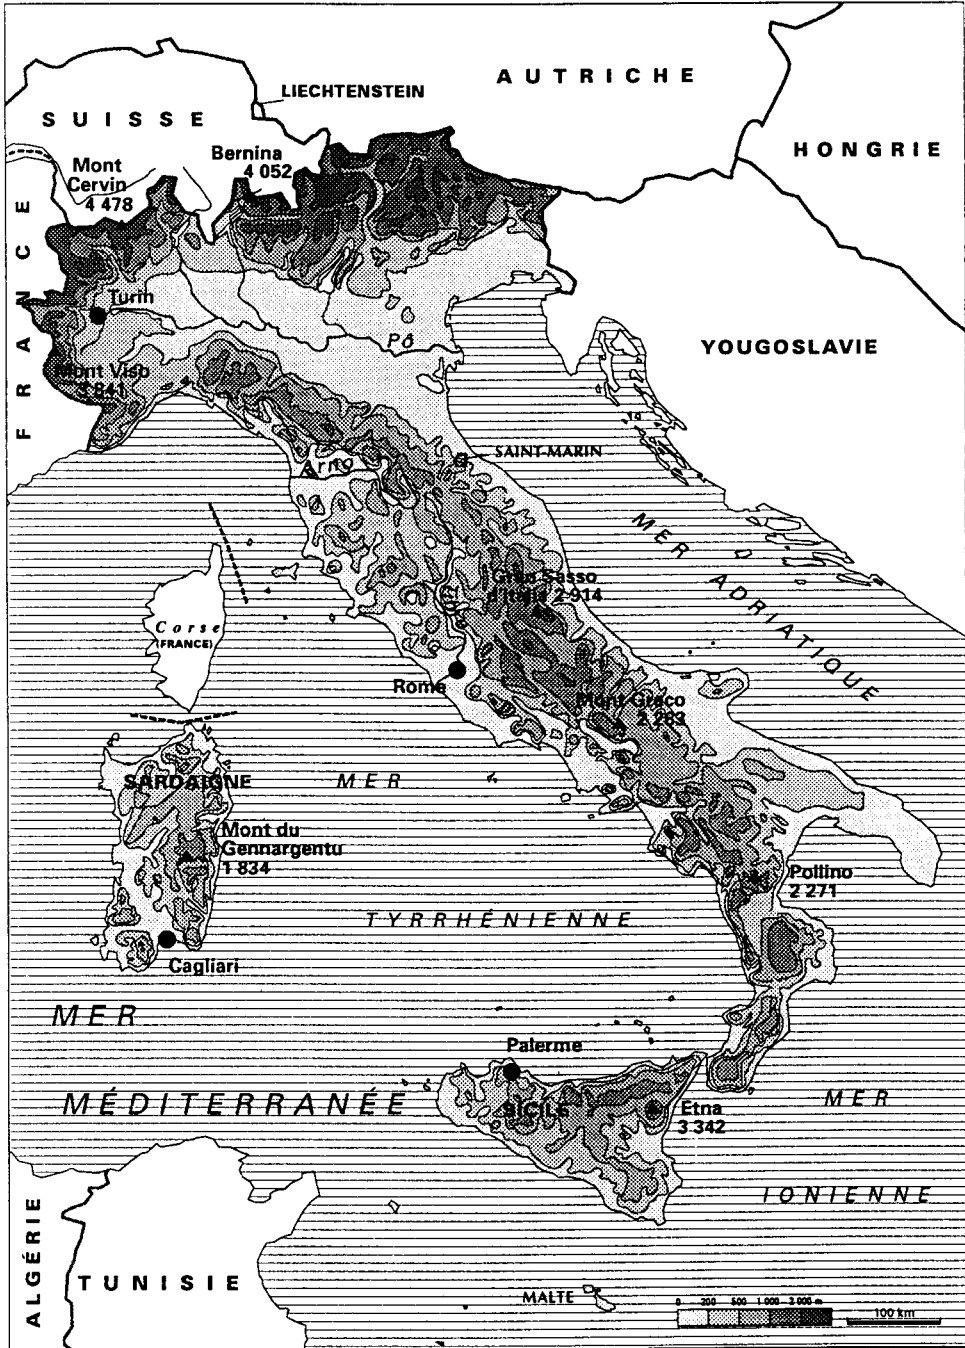 AUTRICHE
LIECHTENSTEIN
SUISSE
HONGRIE
Mont
Cervin
4 478
Bernina
4 052
FRANCE
Turin
Pô
YOUGOSLAVIE
Mont Viso
3 841
SAINT-MARIN
Arno
MER ADRIATIQUE
Gran Sasso
d'Italia 2 914
Corse
(FRANCE)
Rome
Mont Greco
2 283
MER
SARDAIGNE
Mont du
Gennargentu
1 834
Pollino
2 271
TYRRHÉNIENNE
Cagliari
MER
Palerme
MÉDITERRANÉE
SICILE
Etna
3 342
MER
IONIENNE
ALGÉRIE
TUNISIE
MALTE
0 200 500 1 000 2 000 m
100 km